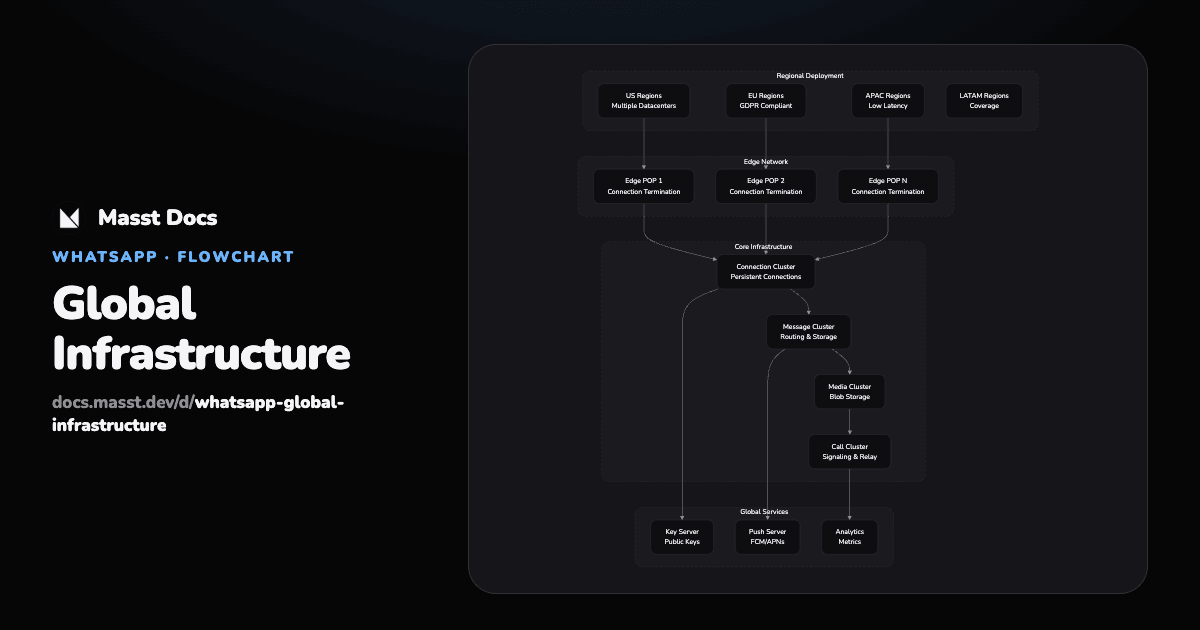 Masst Docs
WHATSAPP · FLOWCHART
Global
Infrastructure
docs.masst.dev/d/whatsapp-global-
infrastructure
Regional Deployment
US Regions
Multiple Datacenters
EU Regions
GDPR Compliant
APAC Regions
Low Latency
LATAM Regions
Coverage
Edge Network
Edge POP 1
Connection Termination
Edge POP 2
Connection Termination
Edge POP N
Connection Termination
Core Infrastructure
Connection Cluster
Persistent Connections
Message Cluster
Routing & Storage
Media Cluster
Blob Storage
Call Cluster
Signaling & Relay
Global Services
Key Server
Public Keys
Push Server
FCM/APNs
Analytics
Metrics